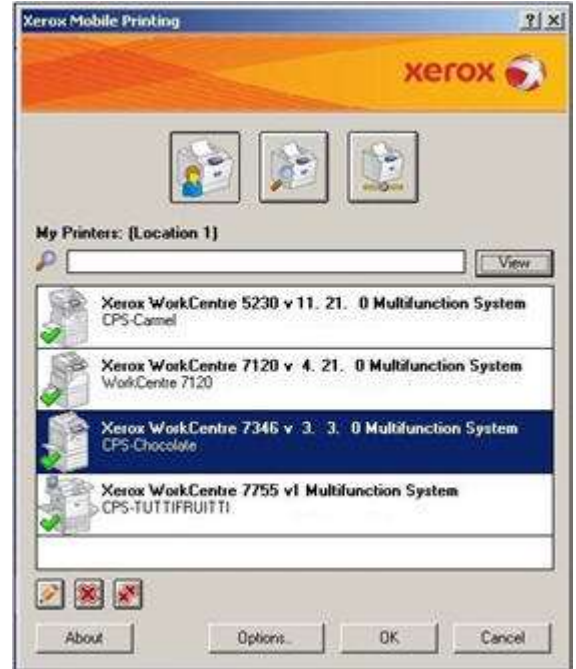 Xerox Mobile Printing
xerox
My Printers: (Location 1)
View
Xerox WorkCentre 5230 v 11. 21. 0 Multifunction System
CPS-Carmel
Xerox WorkCentre 7120 v 4. 21. 0 Multifunction System
WorkCentre 7120
Xerox WorkCentre 7346 v 3. 3. 0 Multifunction System
CPS-Chocolate
Xerox WorkCentre 7755 v1 Multifunction System
CPS-TUTTIFRUITTI
About Options... OK Cancel